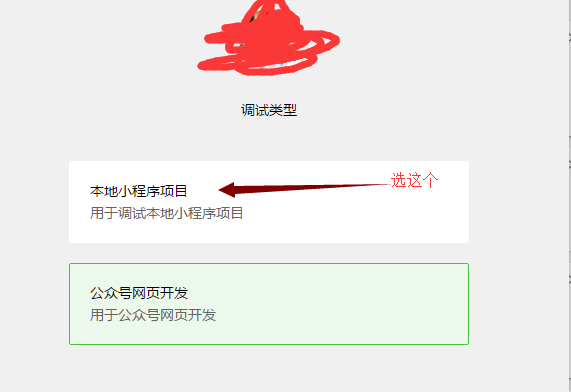 调试类型
本地小程序项目
选这个
用于调试本地小程序项目
公众号网页开发
用于公众号网页开发